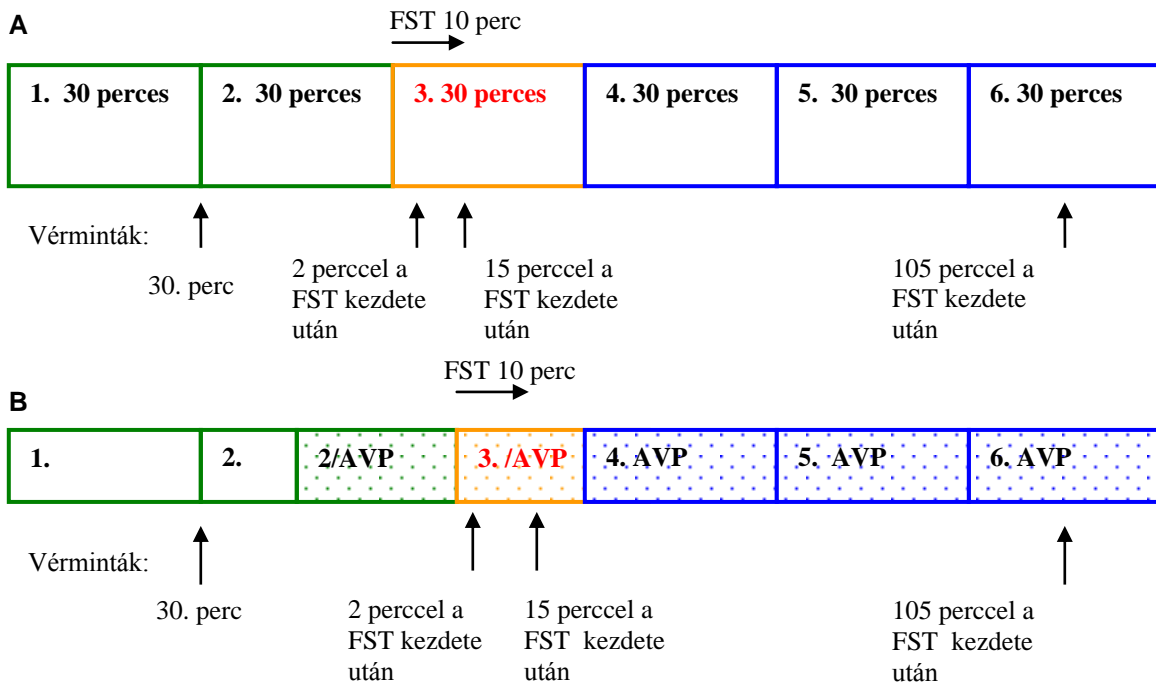 FST 10 perc
A
1. 30 perces 2. 30 perces 3. 30 perces 4. 30 perces 5. 30 perces 6. 30 perces
Vérminták:
30. perc
2 perccel a
FST kezdete
után
15 perccel a
FST kezdete
után
105 perccel a
FST kezdete
után
FST 10 perc
B
1. 2. 2/AVP 3. /AVP 4. AVP 5. AVP 6. AVP
Vérminták:
30. perc
2 perccel a
FST kezdete
után
15 perccel a
FST kezdete
után
105 perccel a
FST kezdete
után